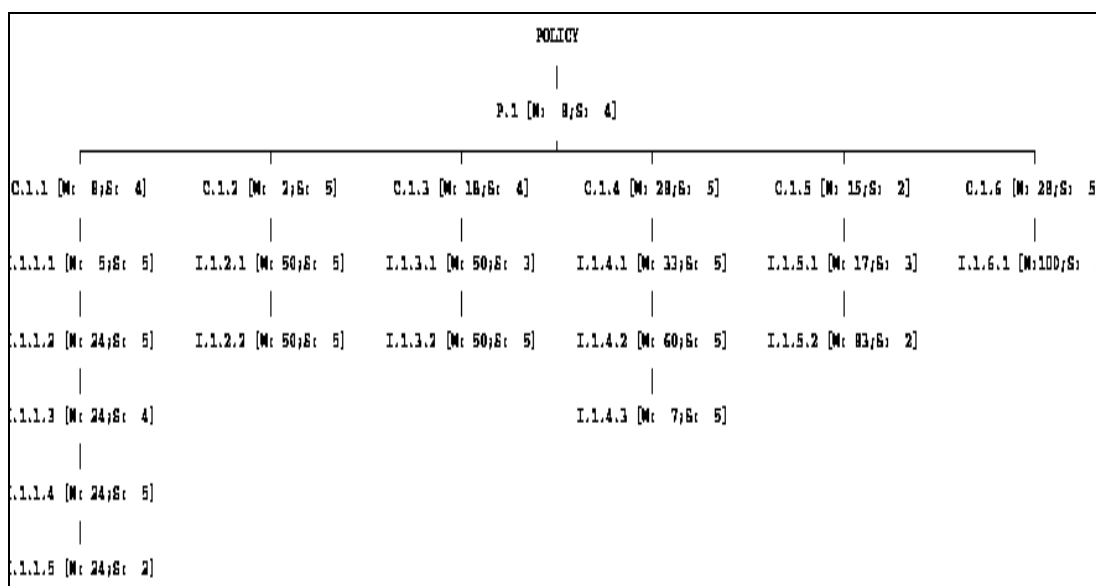 POLICY
P.1 [W: 9;S: 4]
C.1.1 [W: 9;S: 4] C.1.2 [W: 2;S: 5] C.1.3 [W: 18;S: 4] C.1.4 [W: 28;S: 5] C.1.5 [W: 15;S: 2] C.1.6 [W: 28;S: 5
I.1.1.1 [W: 5;S: 5] I.1.2.1 [W: 50;S: 5] I.1.3.1 [W: 50;S: 3] I.1.4.1 [W: 33;S: 5] I.1.5.1 [W: 17;S: 3] I.1.6.1 [W:100;S:
I.1.1.2 [W: 24;S: 5] I.1.2.2 [W: 50;S: 5] I.1.3.2 [W: 50;S: 5] I.1.4.2 [W: 60;S: 5] I.1.5.2 [W: 83;S: 2]
I.1.1.3 [W: 24;S: 4] I.1.4.3 [W: 7;S: 5]
I.1.1.4 [W: 24;S: 5]
I.1.1.5 [W: 24;S: 2]